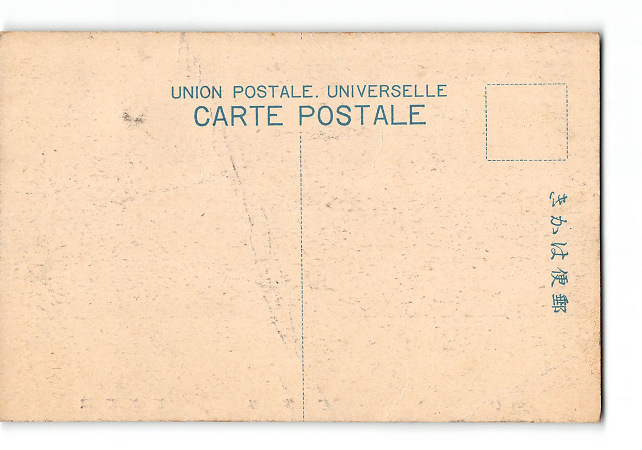 UNION POSTALE. UNIVERSELLE
CARTE POSTALE
郵便はかき